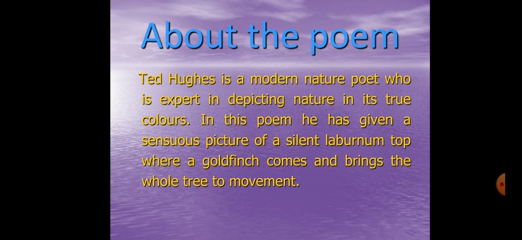 About the poem
Ted Hughes is a modern nature poet who
is expert in depicting nature in its true
colours. In this poem he has given a
sensuous picture of a silent laburnum top
where a goldfinch comes and brings the
whole tree to movement.